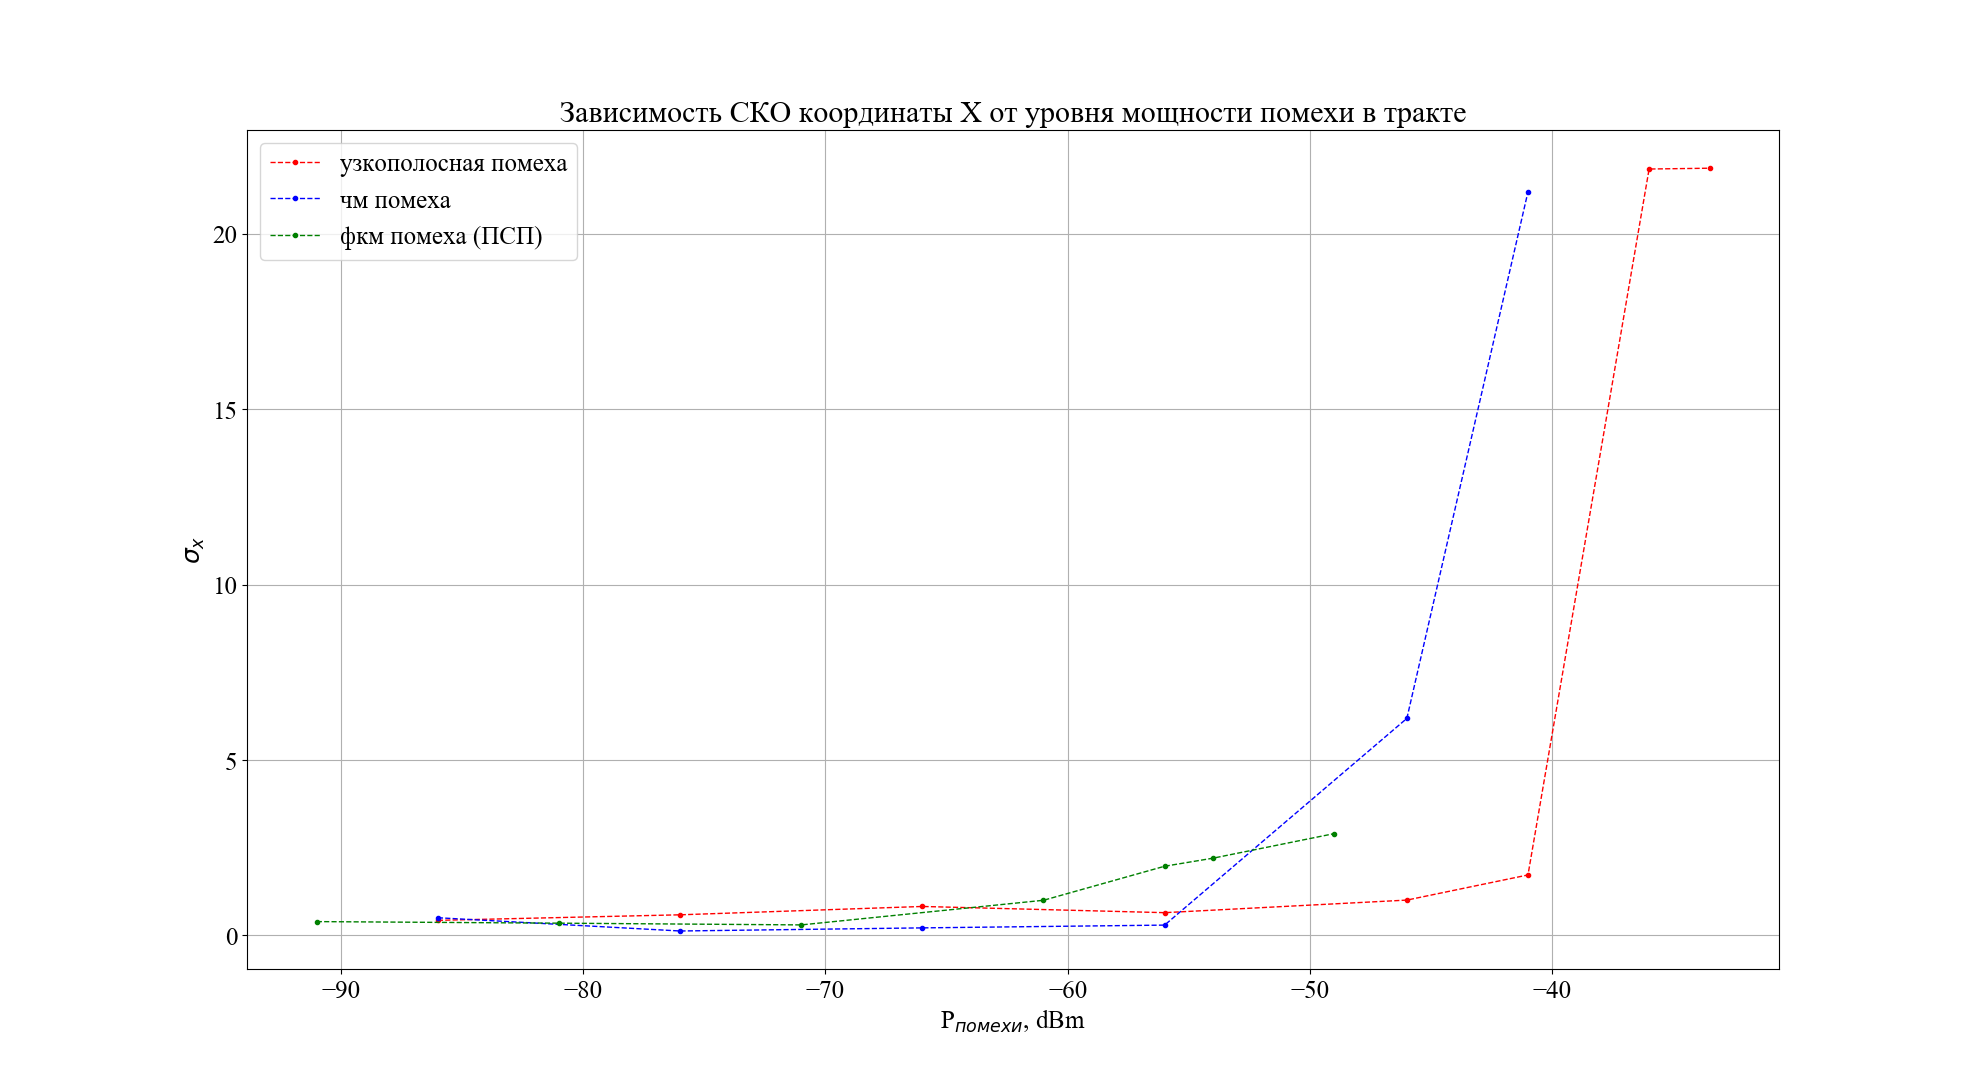 Зависимость СКО координаты X от уровня мощности помехи в тракте
узкополосная помеха
чм помеха
фкм помеха (ПСП)
20
15
10
5
0
σx
−90 −80 −70 −60 −50 −40
Pпомехи, dBm